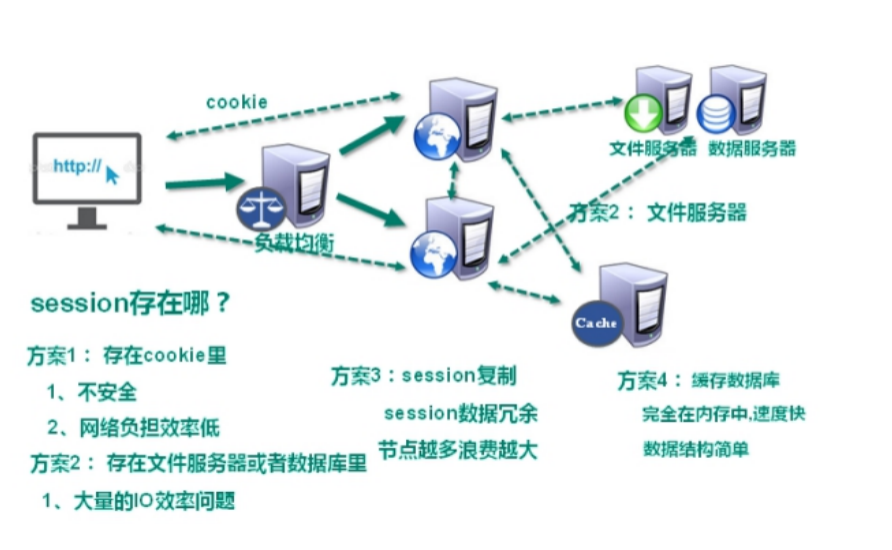 cookie
http://
文件服务器 数据服务器
方案2： 文件服务器
负载均衡
session存在哪？
Cache
方案1： 存在cookie里
1、不安全
2、网络负担效率低
方案2： 存在文件服务器或者数据库里
1、大量的IO效率问题
方案3：session复制
session数据冗余
节点越多浪费越大
方案4： 缓存数据库
完全在内存中,速度快
数据结构简单